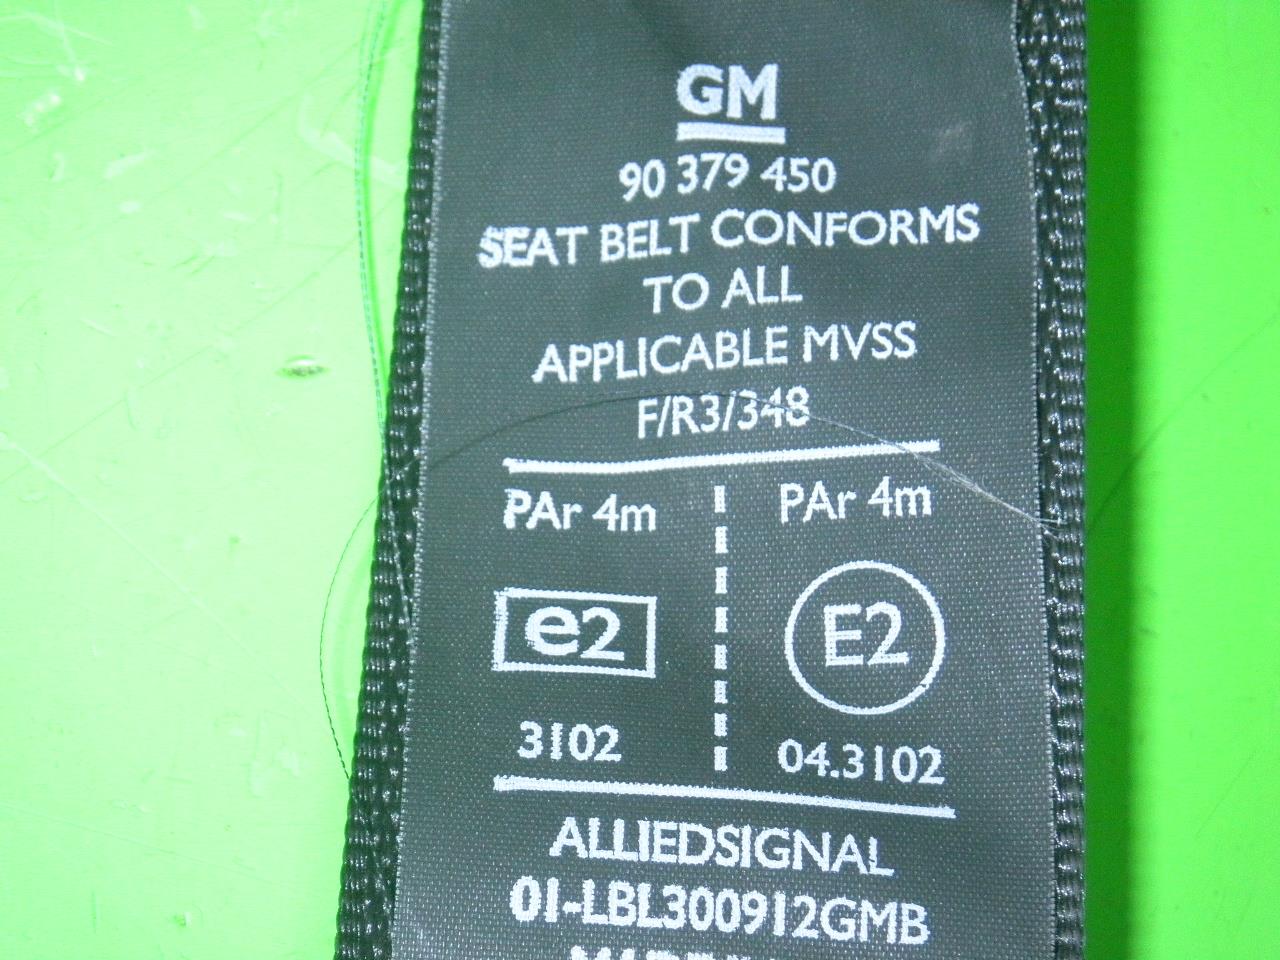 GM
90 379 450
SEAT BELT CONFORMS
TO ALL
APPLICABLE MVSS
F/R3/348
PAr 4m PAr 4m
e2 E2
3102 04.3102
ALLIEDSIGNAL
01-LBL300912GMB